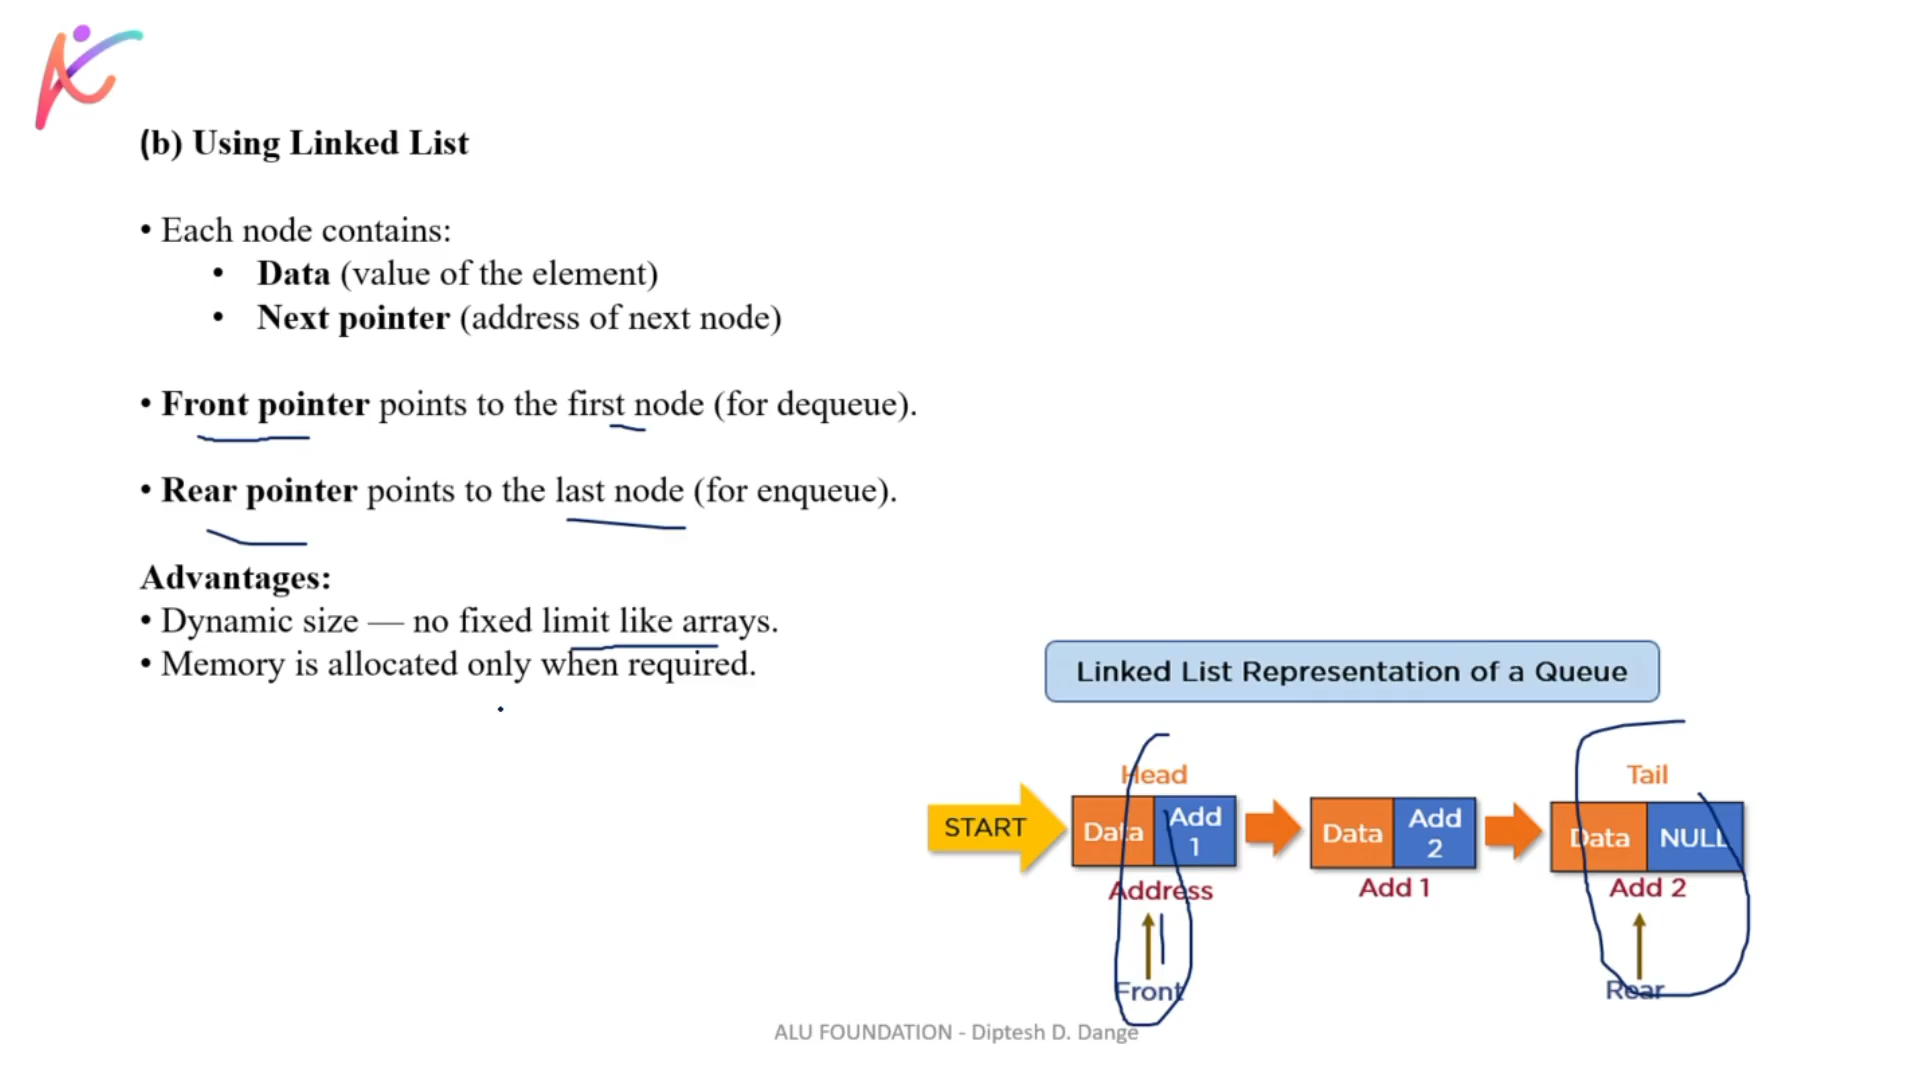 (b) Using Linked List
• Each node contains:
• Data (value of the element)
• Next pointer (address of next node)
• Front pointer points to the first node (for dequeue).
• Rear pointer points to the last node (for enqueue).
Advantages:
• Dynamic size — no fixed limit like arrays.
• Memory is allocated only when required.
Linked List Representation of a Queue
Head
Tail
START
Data
Add
1
Data
Add
2
Data
NULL
Address
Add 1
Add 2
Front
Rear
ALU FOUNDATION - Diptesh D. Dange